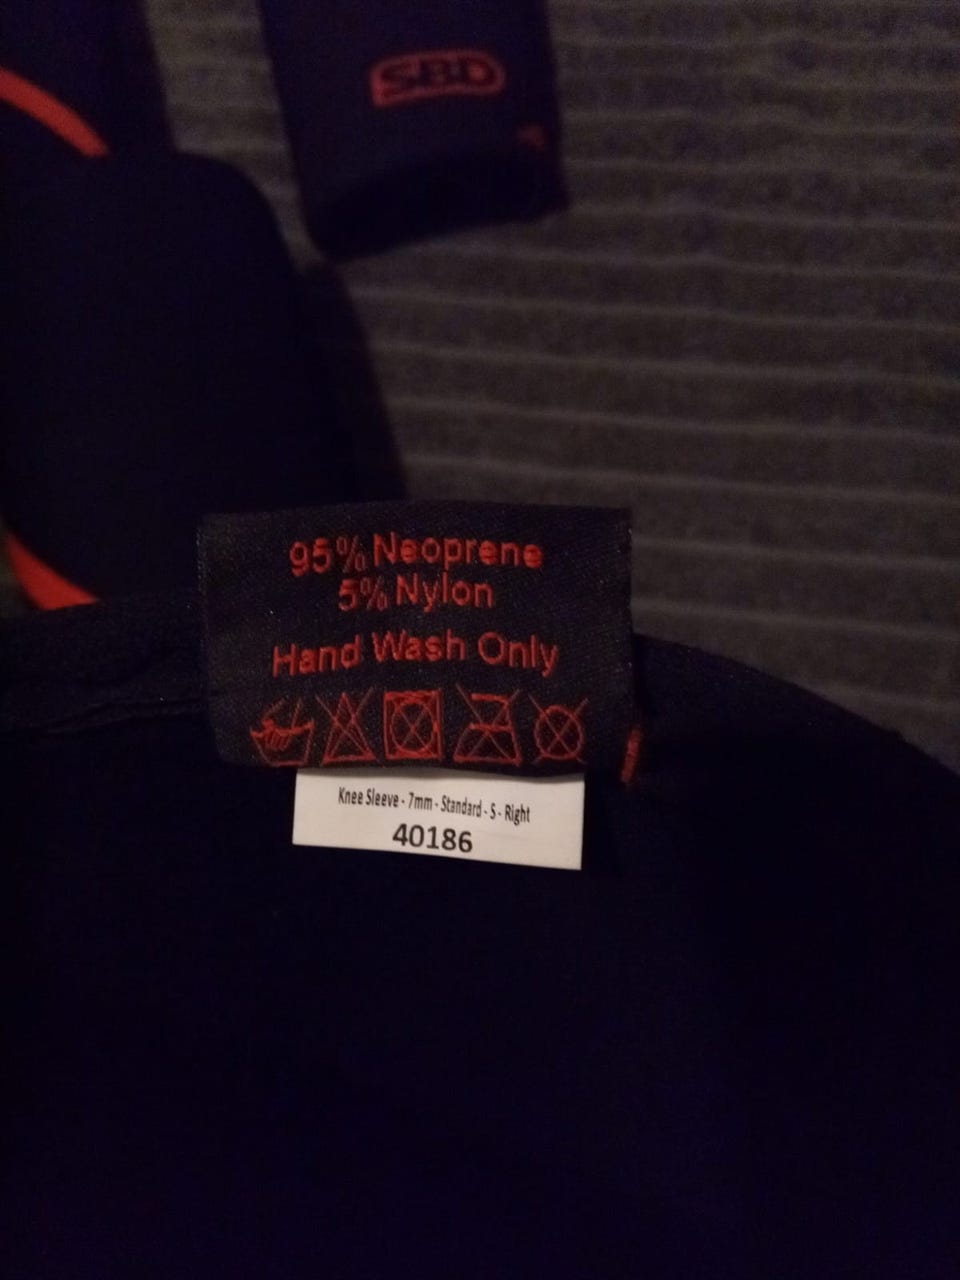 SBD
95% Neoprene
5% Nylon
Hand Wash Only
Knee Sleeve - 7mm - Standard - S - Right
40186